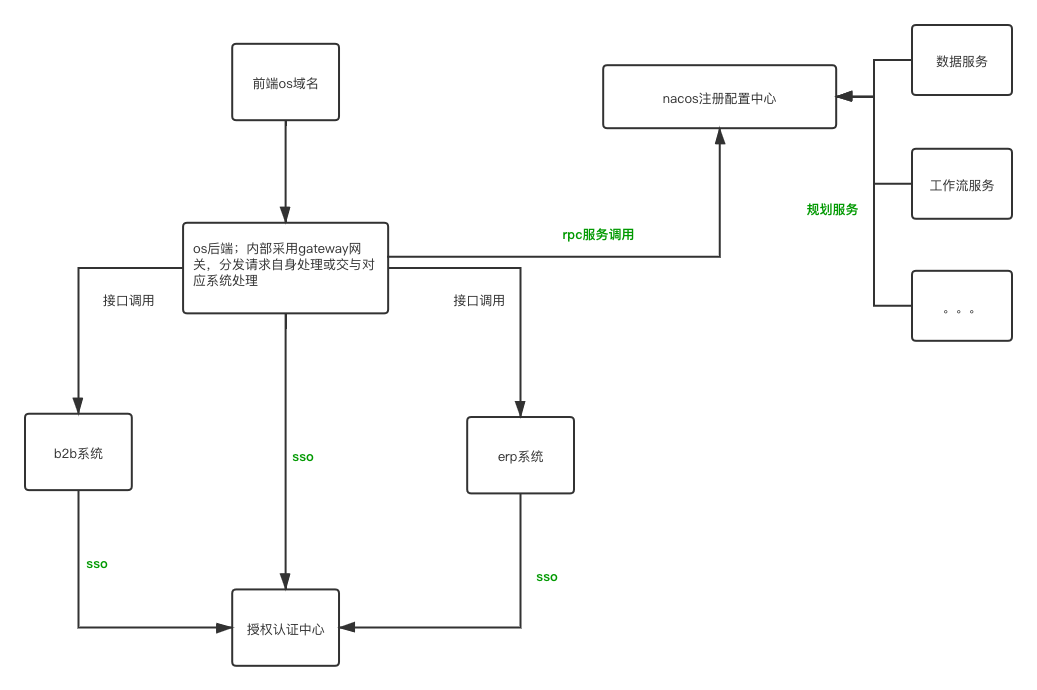 前端os域名
数据服务
nacos注册配置中心
工作流服务
规划服务
rpc服务调用
os后端；内部采用gateway网
关，分发请求自身处理或交与对
应系统处理
接口调用
接口调用
。。。
b2b系统
sso
erp系统
sso
sso
授权认证中心